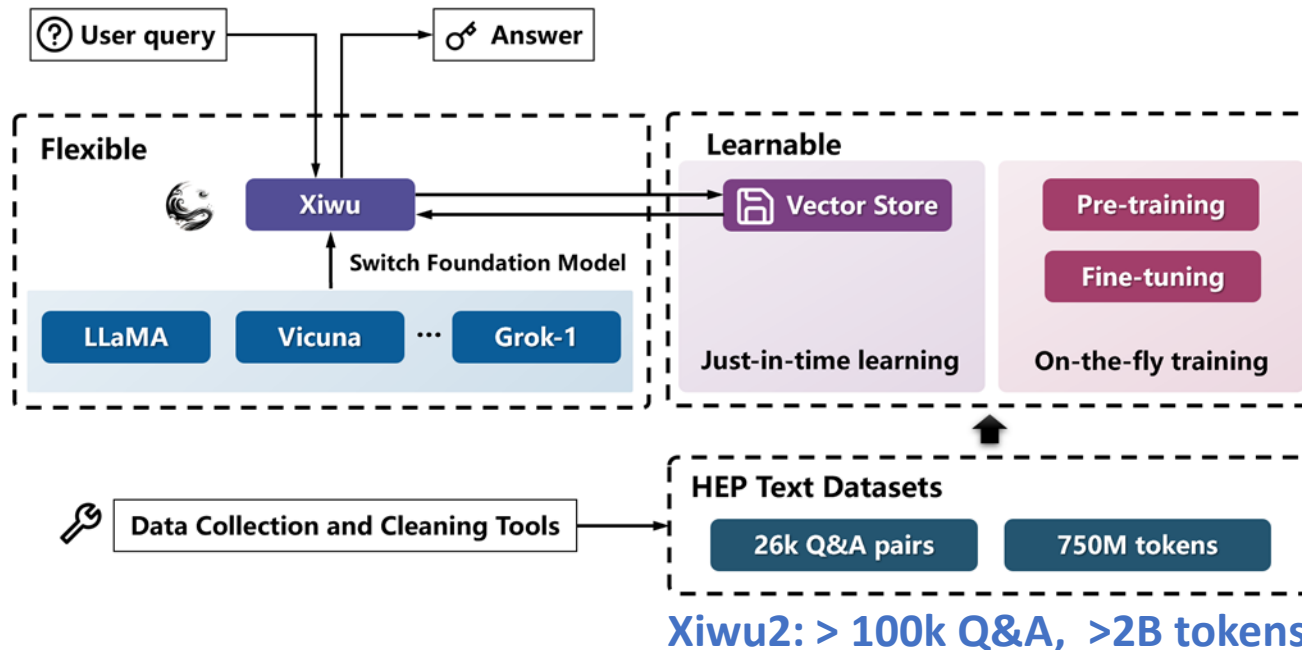 User query
Answer
Flexible
Learnable
Xiwu
Vector Store
Pre-training
Switch Foundation Model
Fine-tuning
LLaMA
Vicuna
...
Grok-1
Just-in-time learning
On-the-fly training
HEP Text Datasets
Data Collection and Cleaning Tools
26k Q&A pairs
750M tokens
Xiwu2: > 100k Q&A, >2B tokens